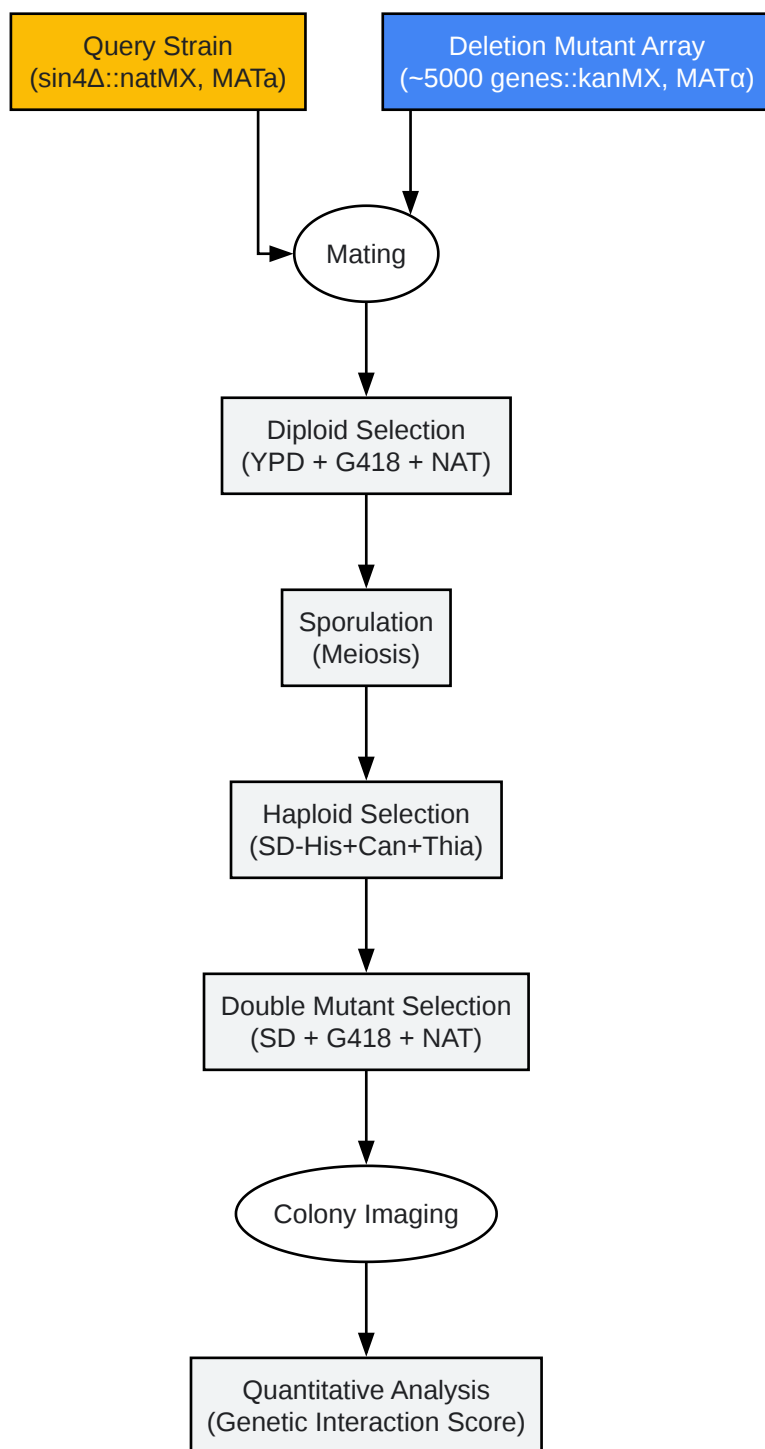 Query Strain
(sin4Δ::natMX, MATa)
Deletion Mutant Array
(~5000 genes::kanMX, MATα)
Mating
Diploid Selection
(YPD + G418 + NAT)
Sporulation
(Meiosis)
Haploid Selection
(SD-His+Can+Thia)
Double Mutant Selection
(SD + G418 + NAT)
Colony Imaging
Quantitative Analysis
(Genetic Interaction Score)